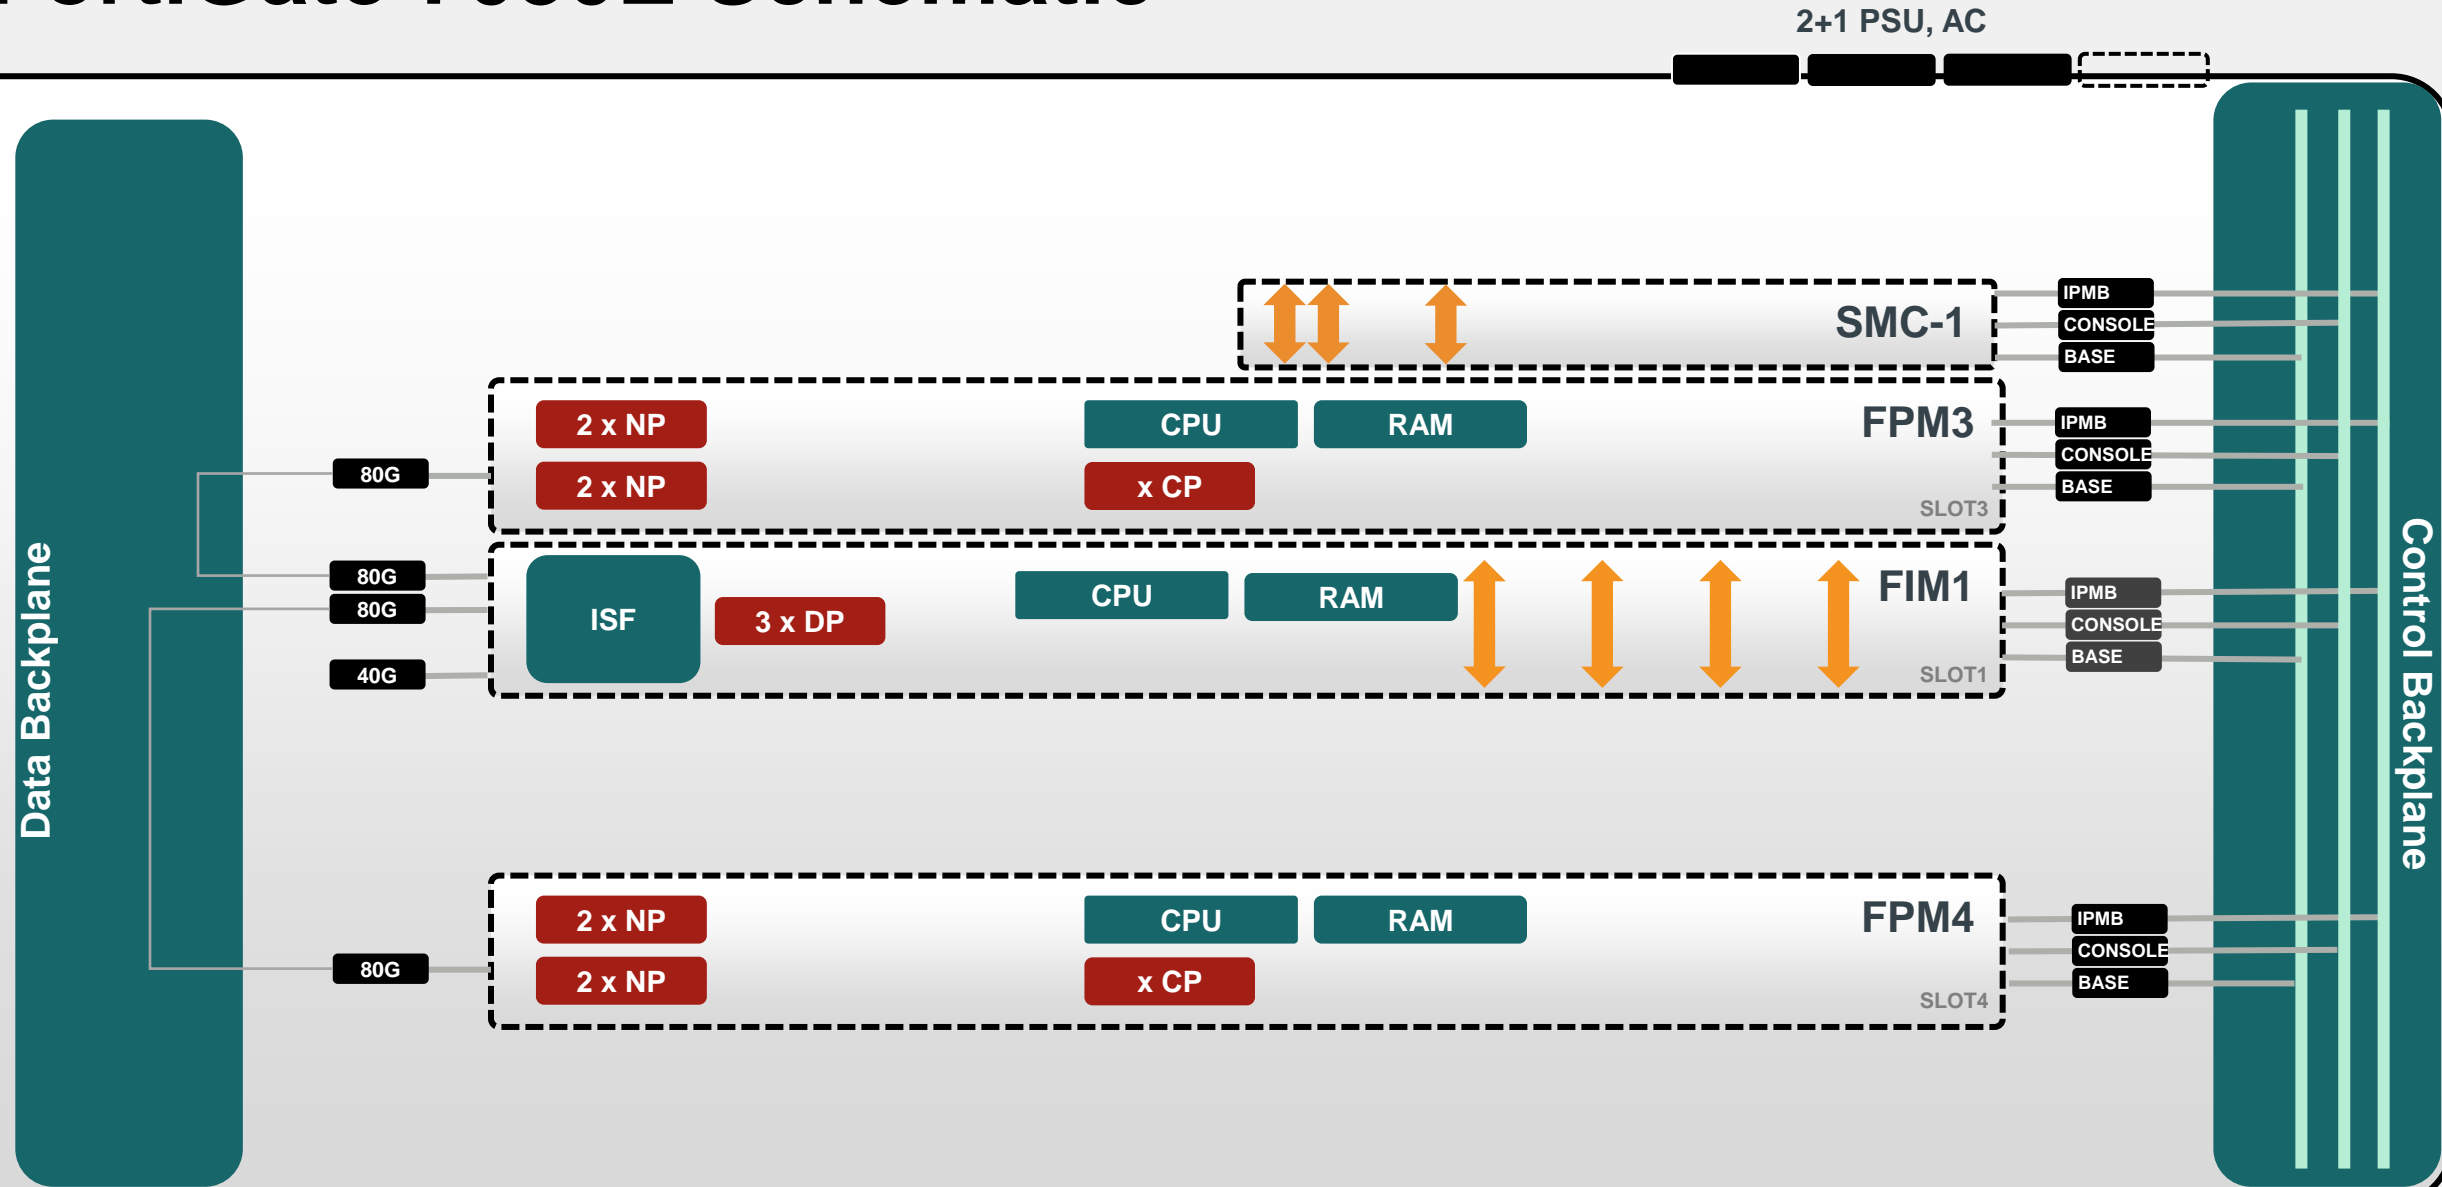 2+1 PSU, AC
Data Backplane
Control Backplane
SMC-1
IPMB
CONSOLE
BASE
2 x NP
CPU
RAM
FPM3
2 x NP
x CP
SLOT3
80G
IPMB
CONSOLE
BASE
80G
80G
40G
ISF
3 x DP
CPU
RAM
FIM1
SLOT1
IPMB
CONSOLE
BASE
2 x NP
CPU
RAM
FPM4
2 x NP
x CP
SLOT4
80G
IPMB
CONSOLE
BASE